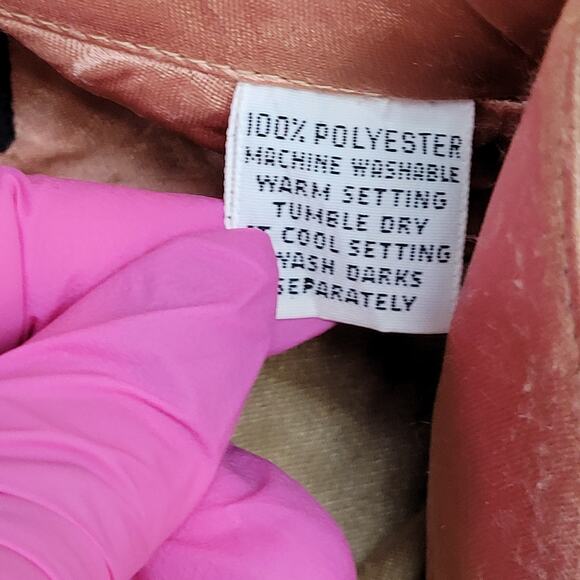 100% POLYESTER
MACHINE WASHABLE
WARM SETTING
TUMBLE DRY
COOL SETTING
WASH DARKS
SEPARATELY